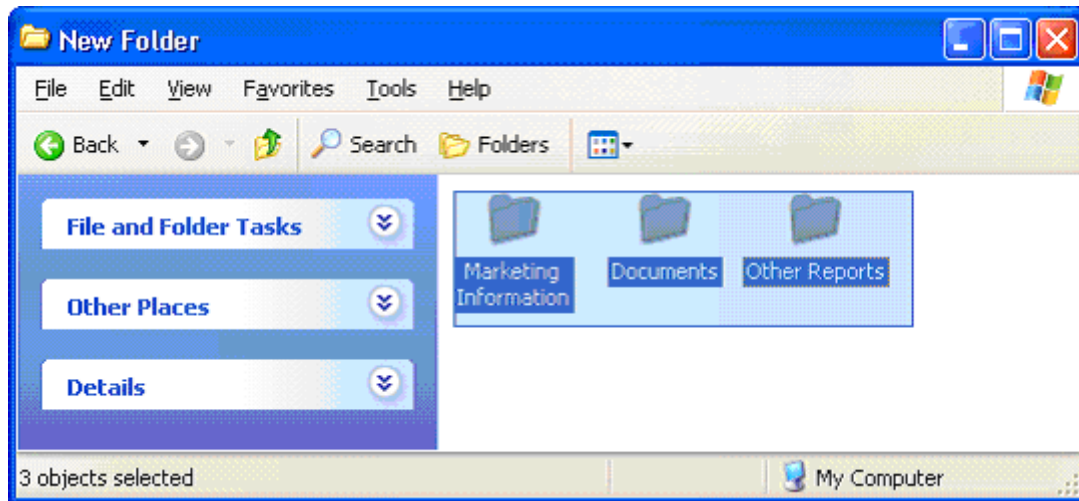 New Folder
File Edit View Favorites Tools Help
Back Search Folders
File and Folder Tasks
Other Places
Details
Marketing
Information
Documents
Other Reports
3 objects selected
My Computer